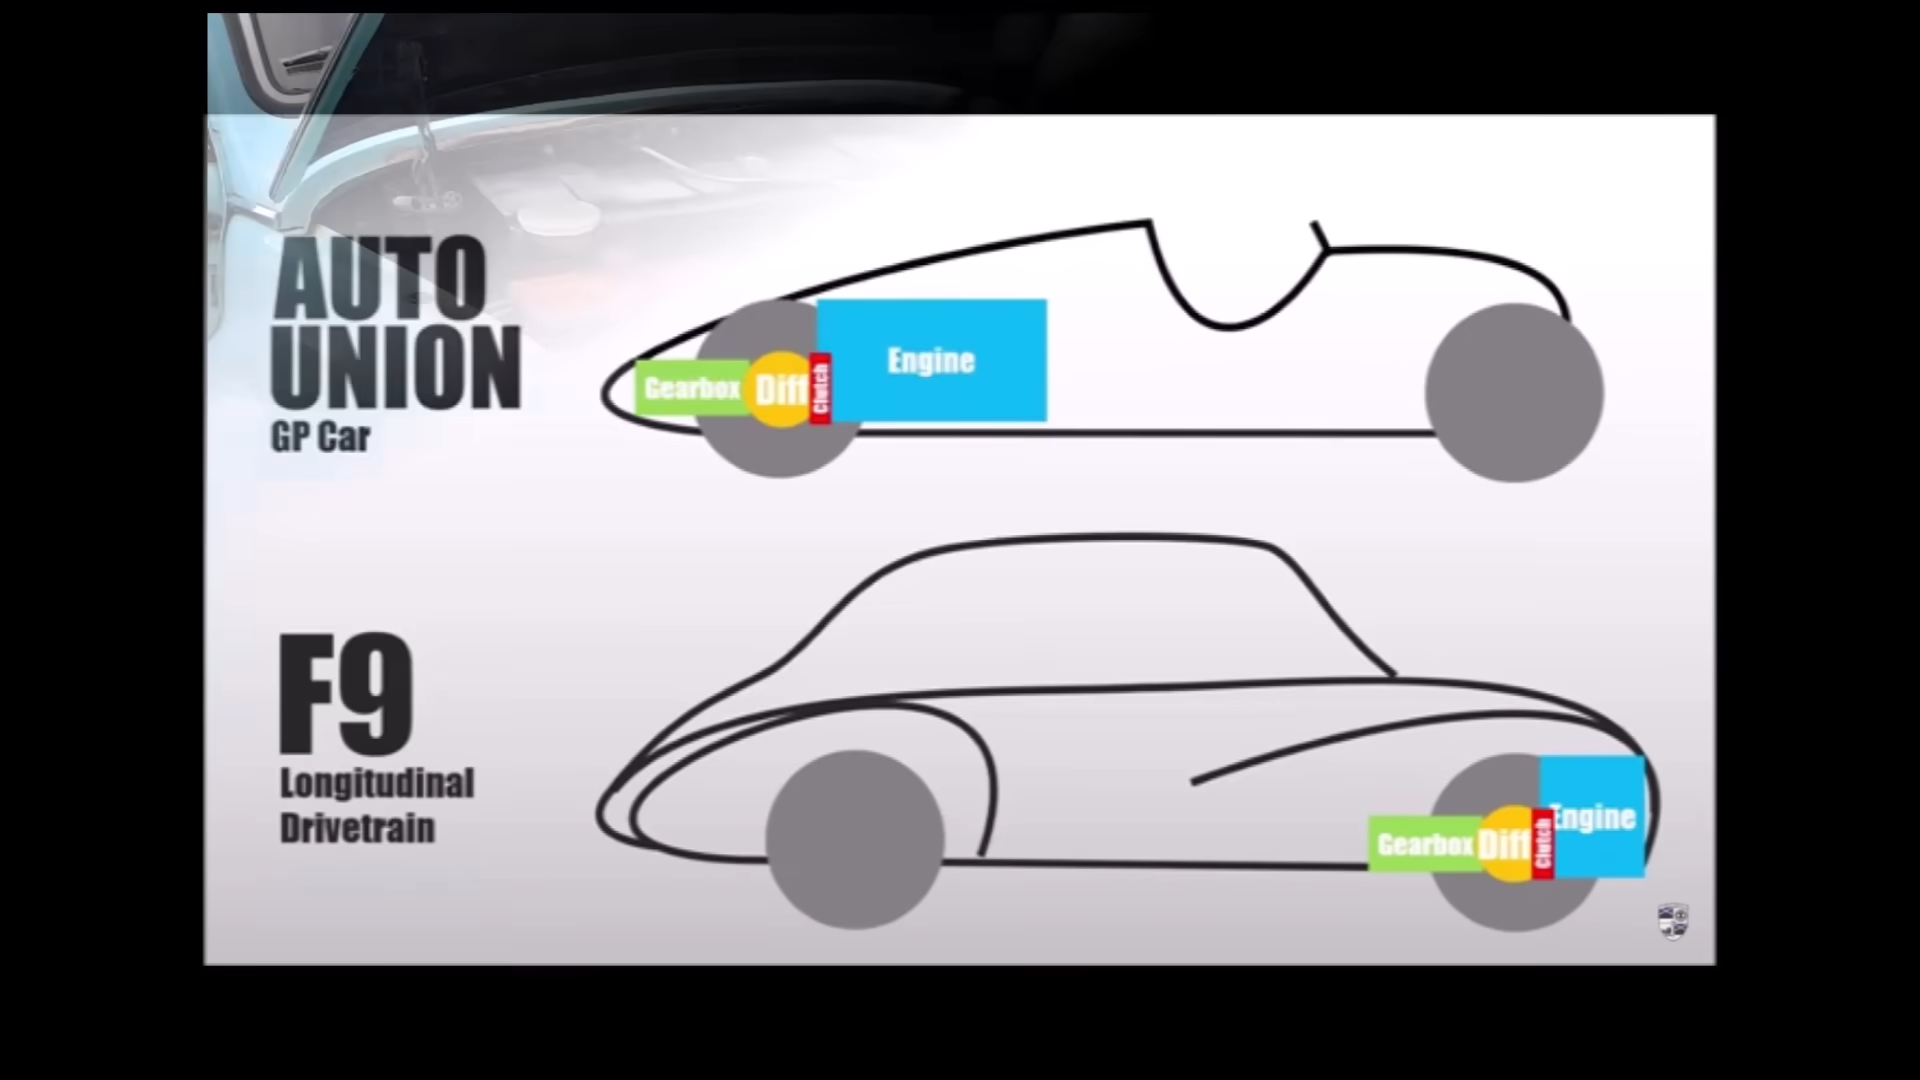 AUTO
UNION
GP Car
Gearbox
Diff
Clutch
Engine
F9
Longitudinal
Drivetrain
Gearbox
Diff
Clutch
Engine